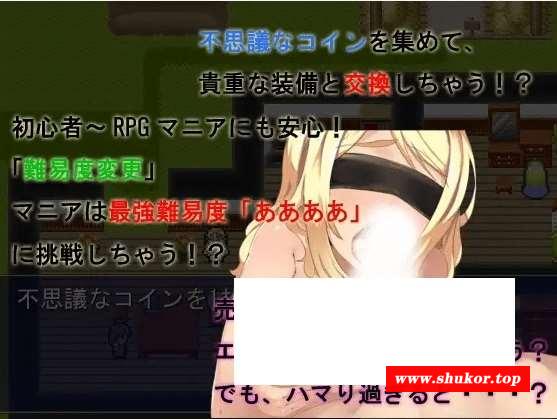 不思議なコインを集めて、
貴重な装備と交換しちゃう！？
初心者～RPGマニアにも安心！
「難易度変更」
マニアは最強難易度「ああああ」
に挑戦しちゃう！？
不思議なコインを
売
エ
う？
www.shukor.top
でも、ハマり過ぎると・・・？